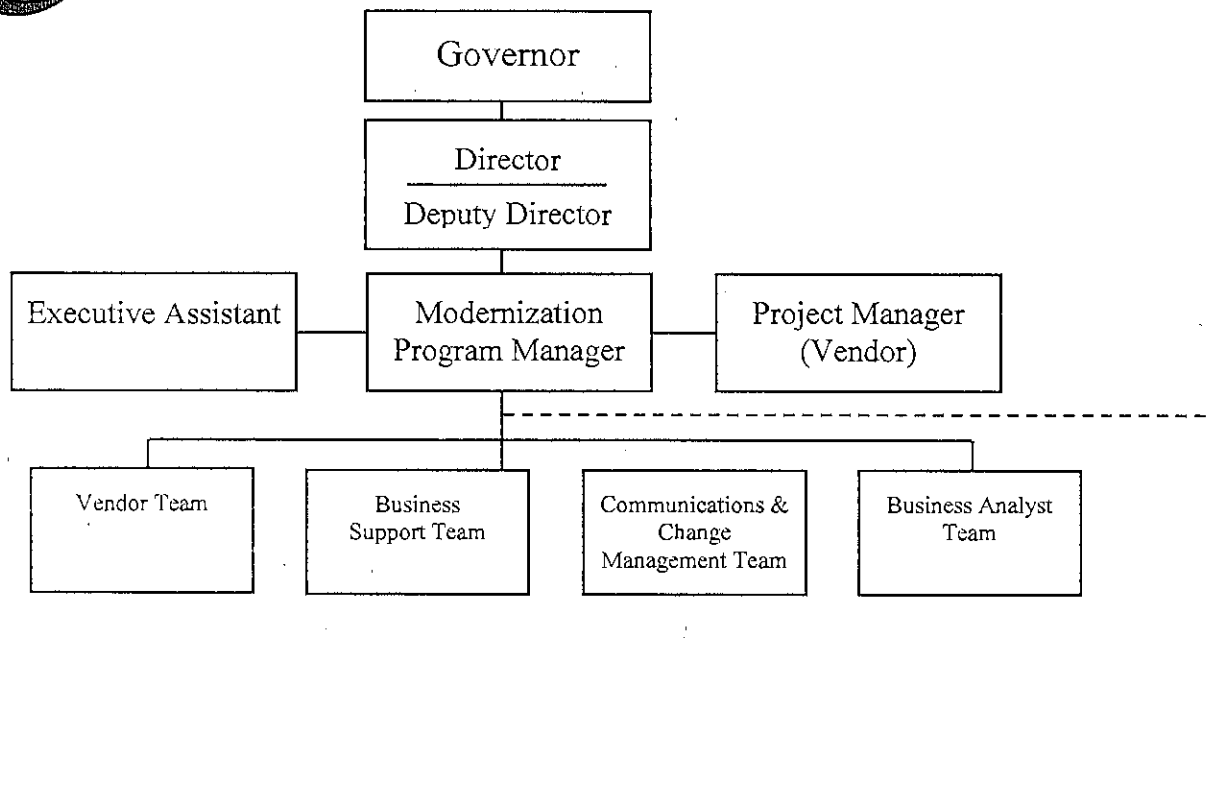 Governor
Director
Deputy Director
Executive Assistant
Modernization
Program Manager
Project Manager
(Vendor)
Vendor Team
Business
Support Team
Communications &
Change
Management Team
Business Analyst
Team